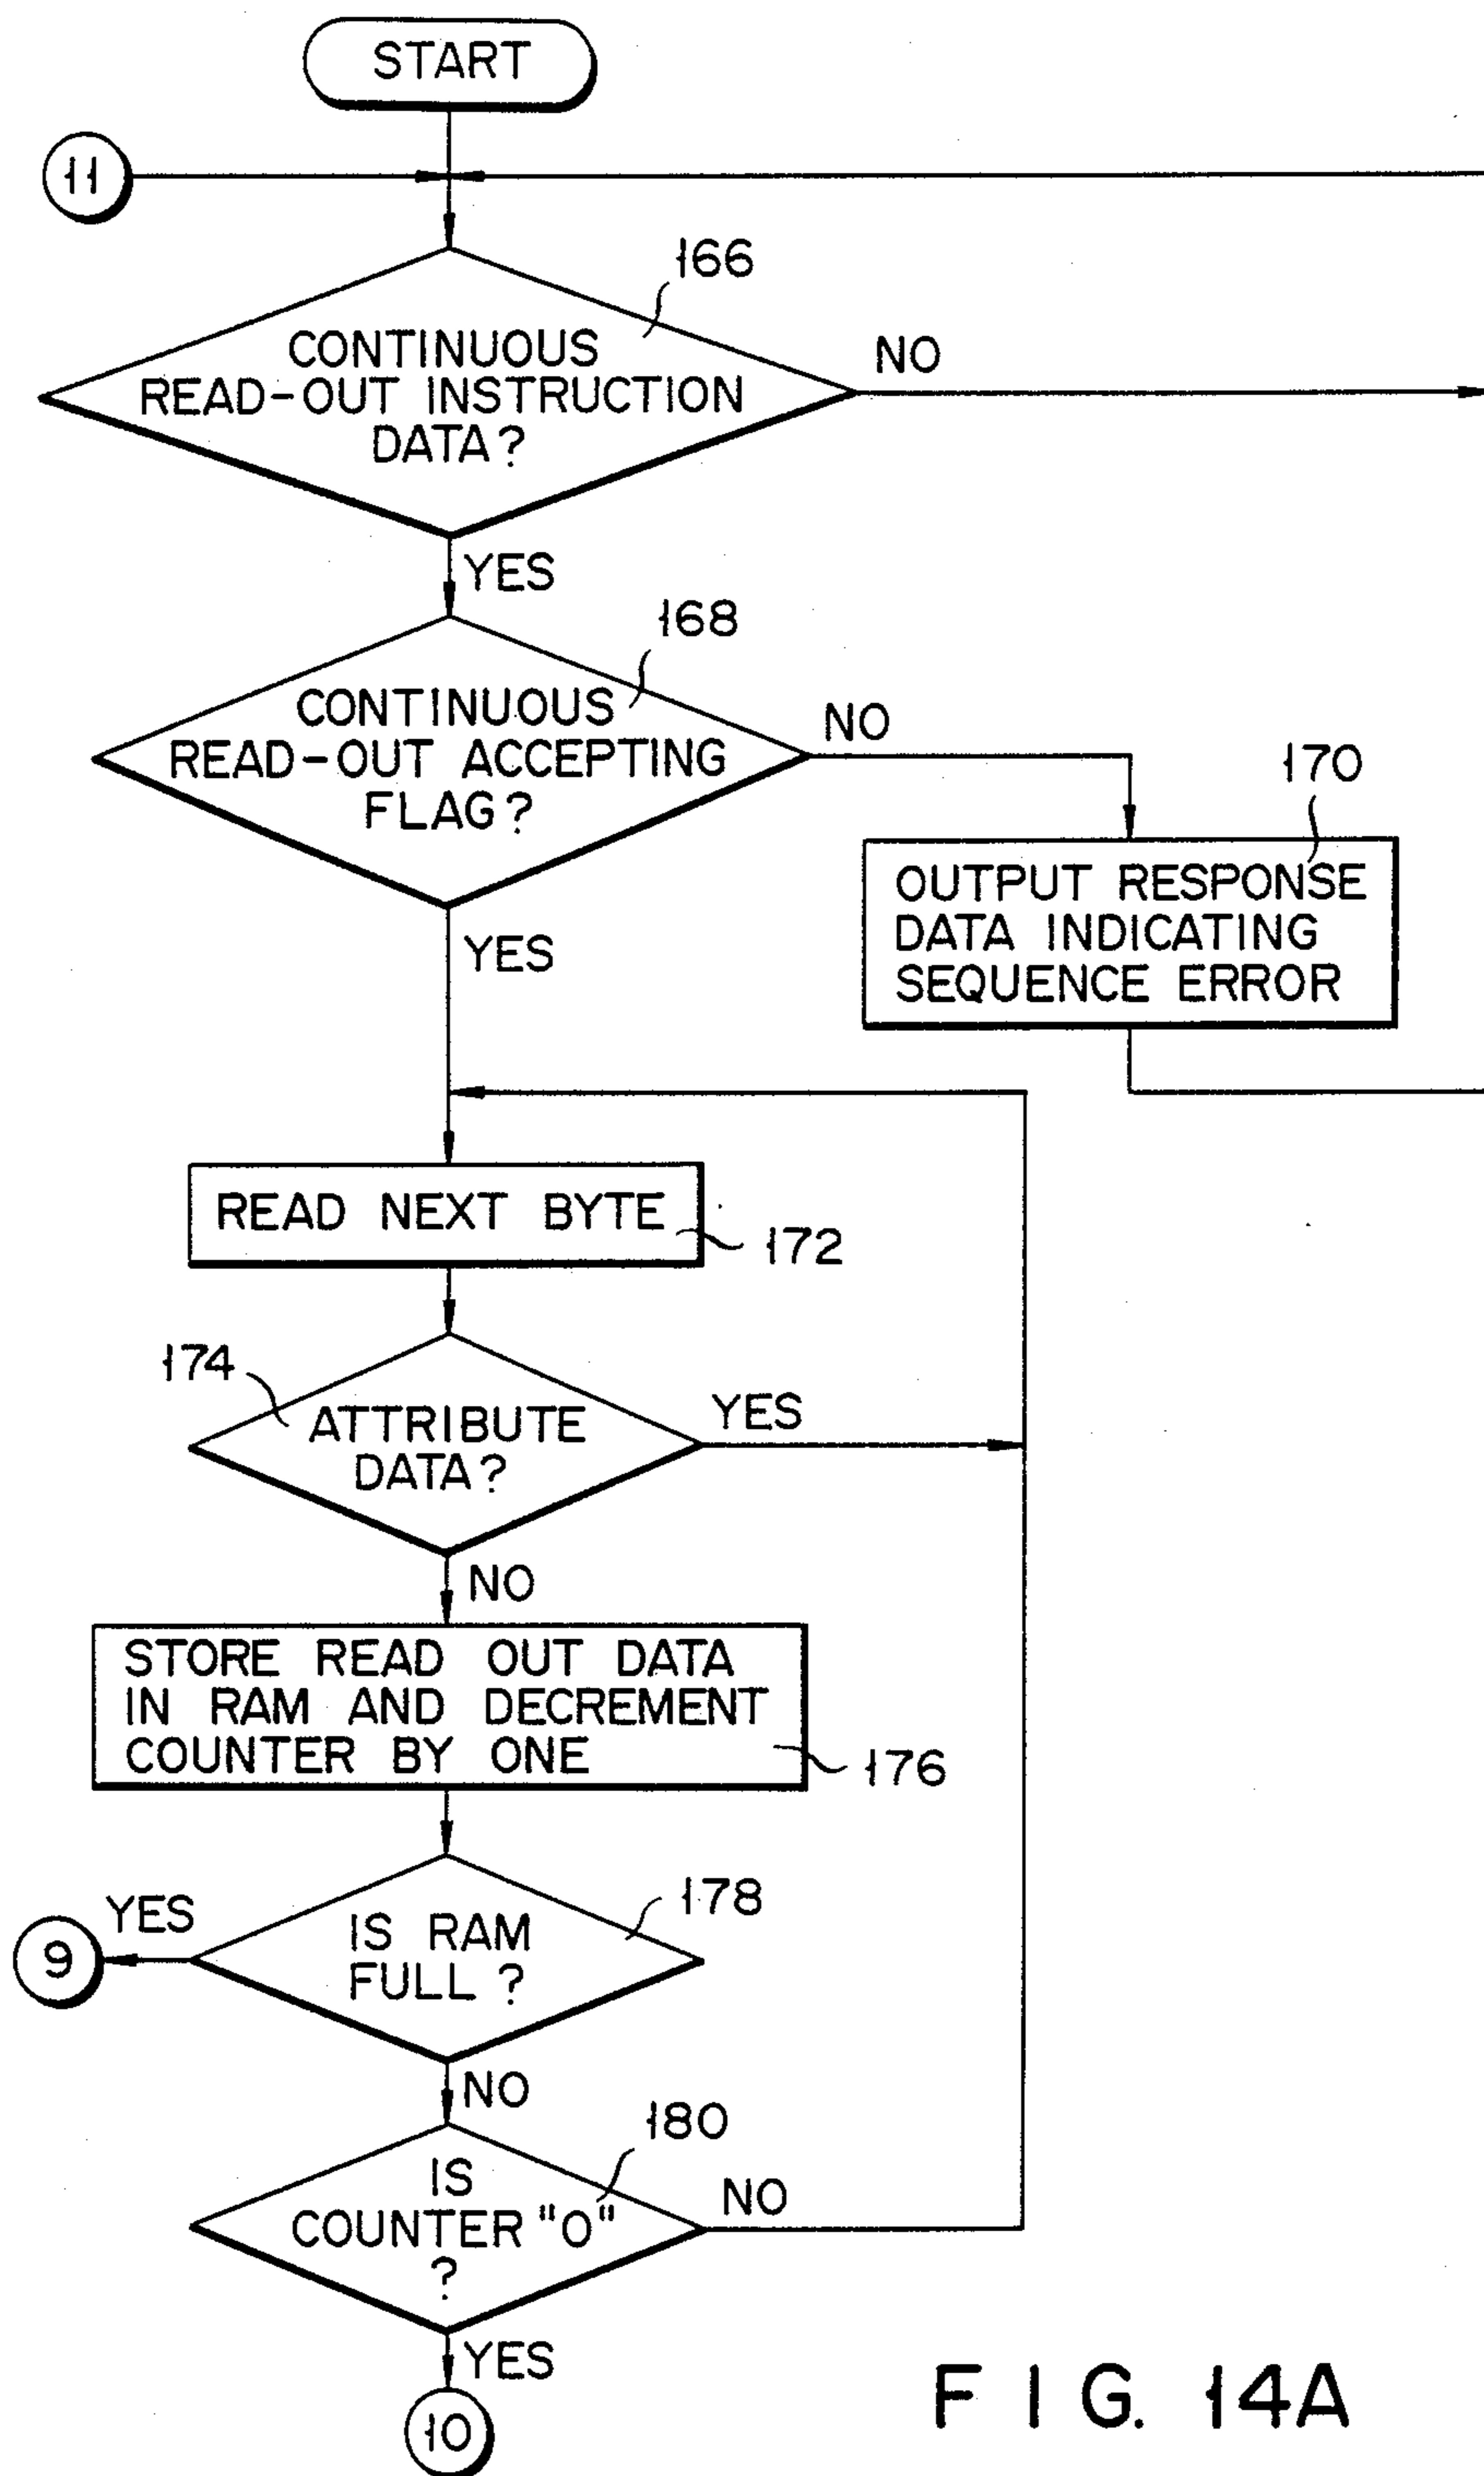 START
11
166
CONTINUOUS
READ-OUT INSTRUCTION
DATA?
NO
YES
168
CONTINUOUS
READ-OUT ACCEPTING
FLAG?
NO
170
OUTPUT RESPONSE
DATA INDICATING
SEQUENCE ERROR
YES
READ NEXT BYTE
172
174
ATTRIBUTE
DATA?
YES
NO
STORE READ OUT DATA
IN RAM AND DECREMENT
COUNTER BY ONE
176
178
YES
IS RAM
FULL?
9
NO
180
IS
COUNTER "0"
?
NO
YES
10
FIG. 14A